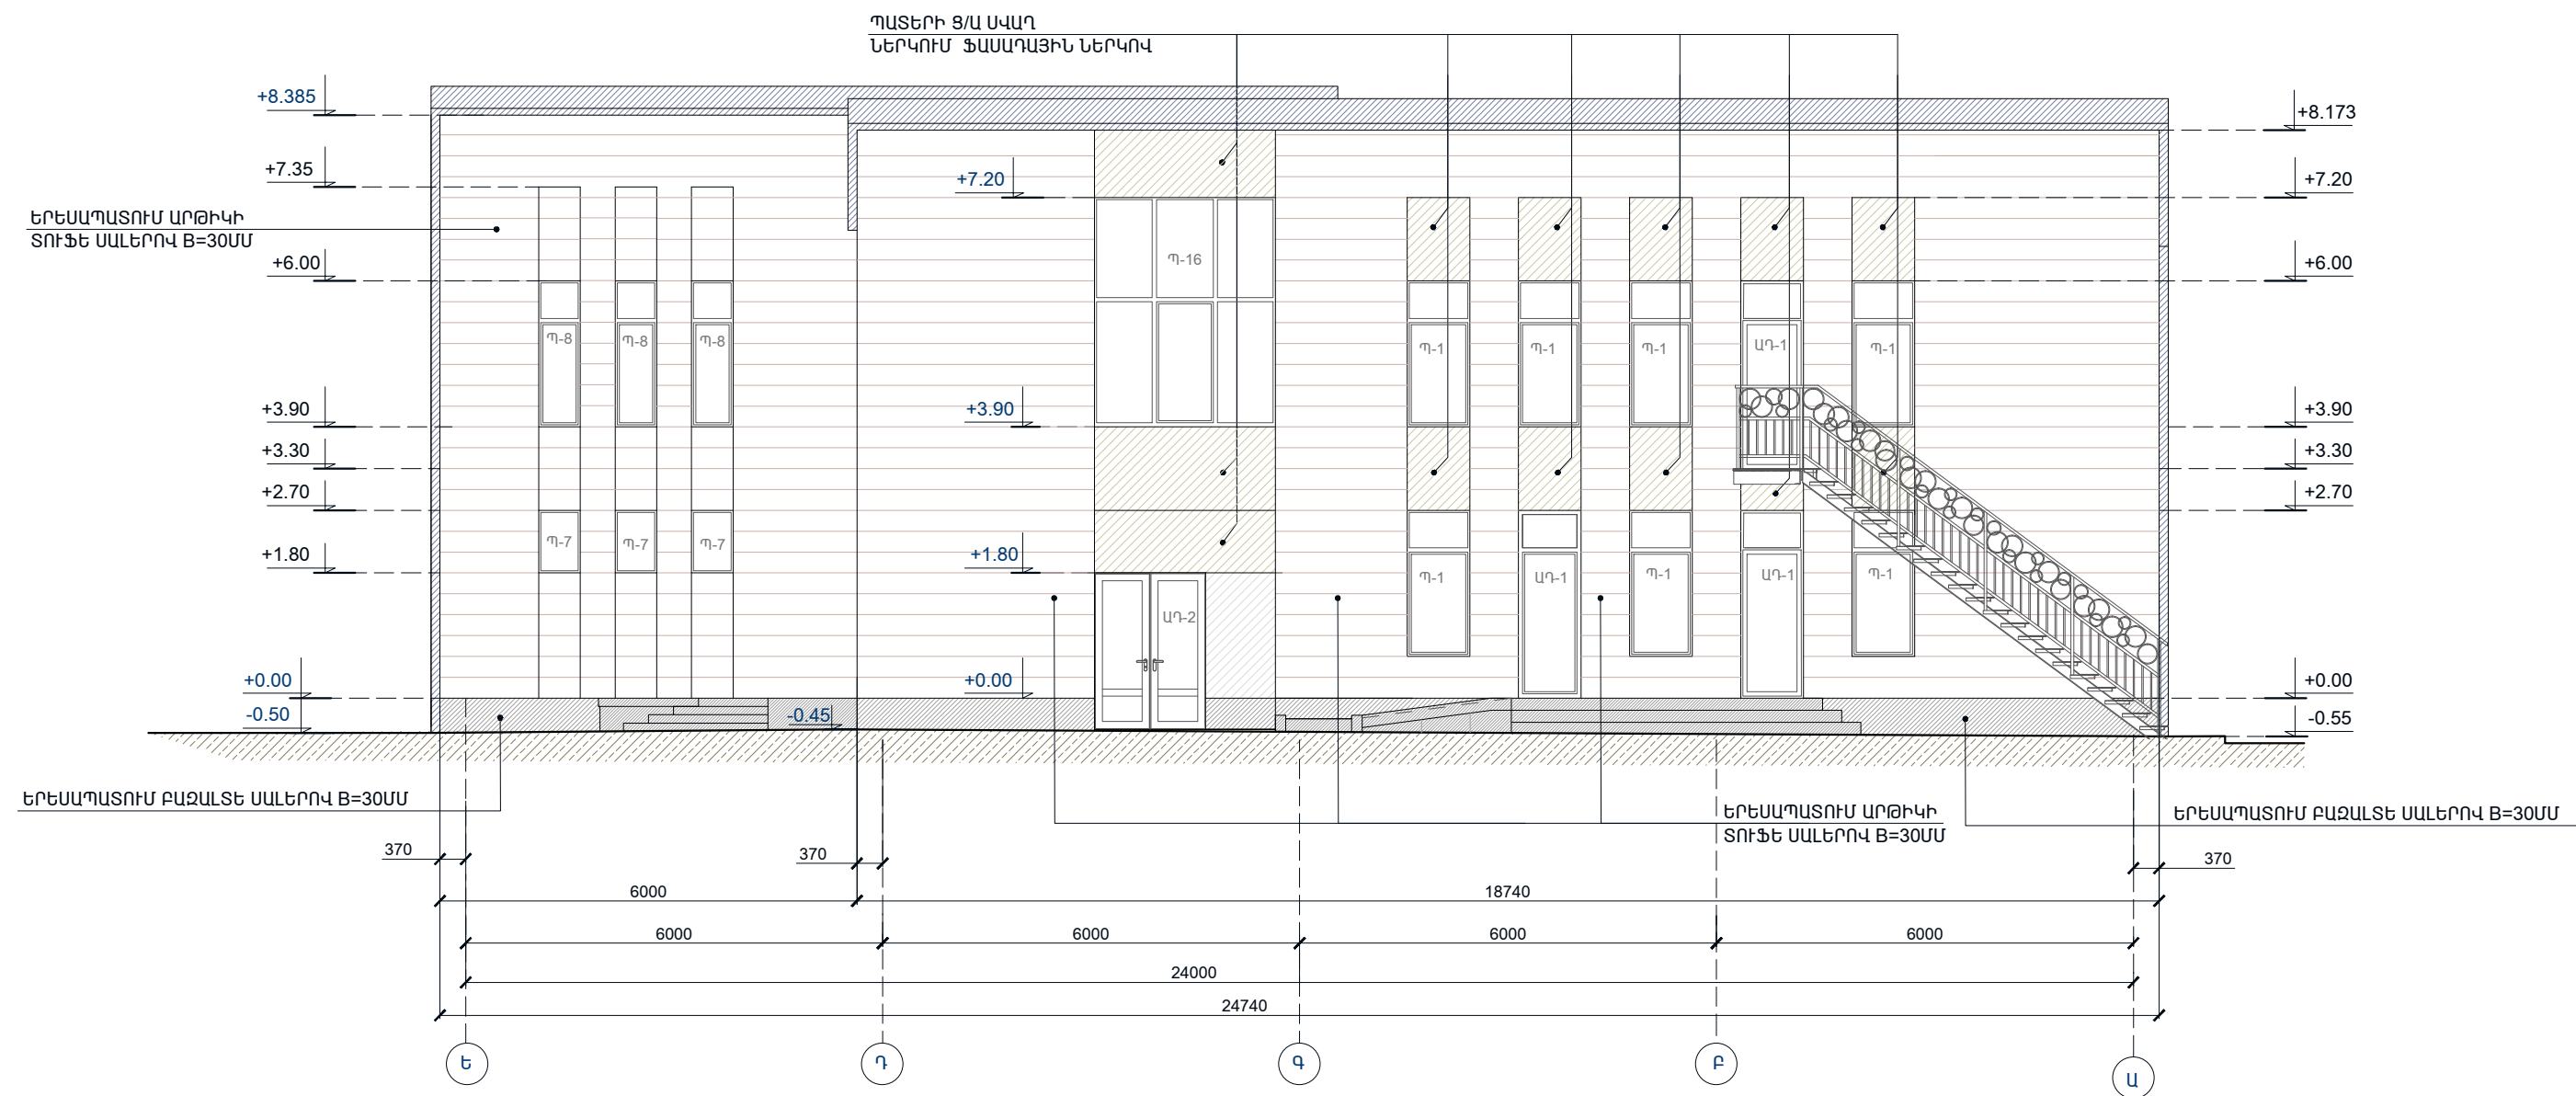 ՊԱՏԵՐԻ Ց/Ա ՍՎԱՂ
ՆԵՐԿՈՒՄ ՖԱՍԱԴԱՅԻՆ ՆԵՐԿՈՎ
+8.385
+8.173
+7.35
+7.20
+7.20
ԵՐԵՍԱՊԱՏՈՒՄ ԱՐԹԻԿԻ
ՏՈՒՖԵ ՍԱԼԵՐՈՎ B=30ՄՄ
+6.00
Պ-16
+6.00
Պ-8
Պ-8
Պ-8
Պ-1
Պ-1
Պ-1
ԱԴ-1
Պ-1
+3.90
+3.90
+3.90
+3.30
+3.30
+2.70
+2.70
Պ-7
Պ-7
Պ-7
+1.80
+1.80
Պ-1
ԱԴ-1
Պ-1
ԱԴ-1
Պ-1
ԱԴ-2
+0.00
+0.00
+0.00
-0.50
-0.45
-0.55
ԵՐԵՍԱՊԱՏՈՒՄ ԲԱԶԱԼՏԵ ՍԱԼԵՐՈՎ B=30ՄՄ
ԵՐԵՍԱՊԱՏՈՒՄ ԱՐԹԻԿԻ
ՏՈՒՖԵ ՍԱԼԵՐՈՎ B=30ՄՄ
ԵՐԵՍԱՊԱՏՈՒՄ ԲԱԶԱԼՏԵ ՍԱԼԵՐՈՎ B=30ՄՄ
370
370
370
6000
18740
6000
6000
6000
6000
24000
24740
Ե
Դ
Գ
Բ
Ա